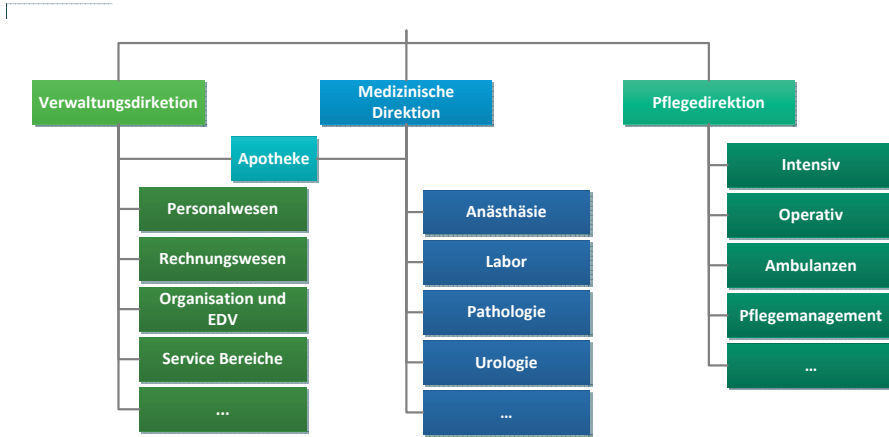 Verwaltungsdirketion
Medizinische
Direktion
Pflegedirektion
Apotheke
Personalwesen
Rechnungswesen
Organisation und
EDV
Service Bereiche
...
Anästhäsie
Labor
Pathologie
Urologie
...
Intensiv
Operativ
Ambulanzen
Pflegemanagement
...